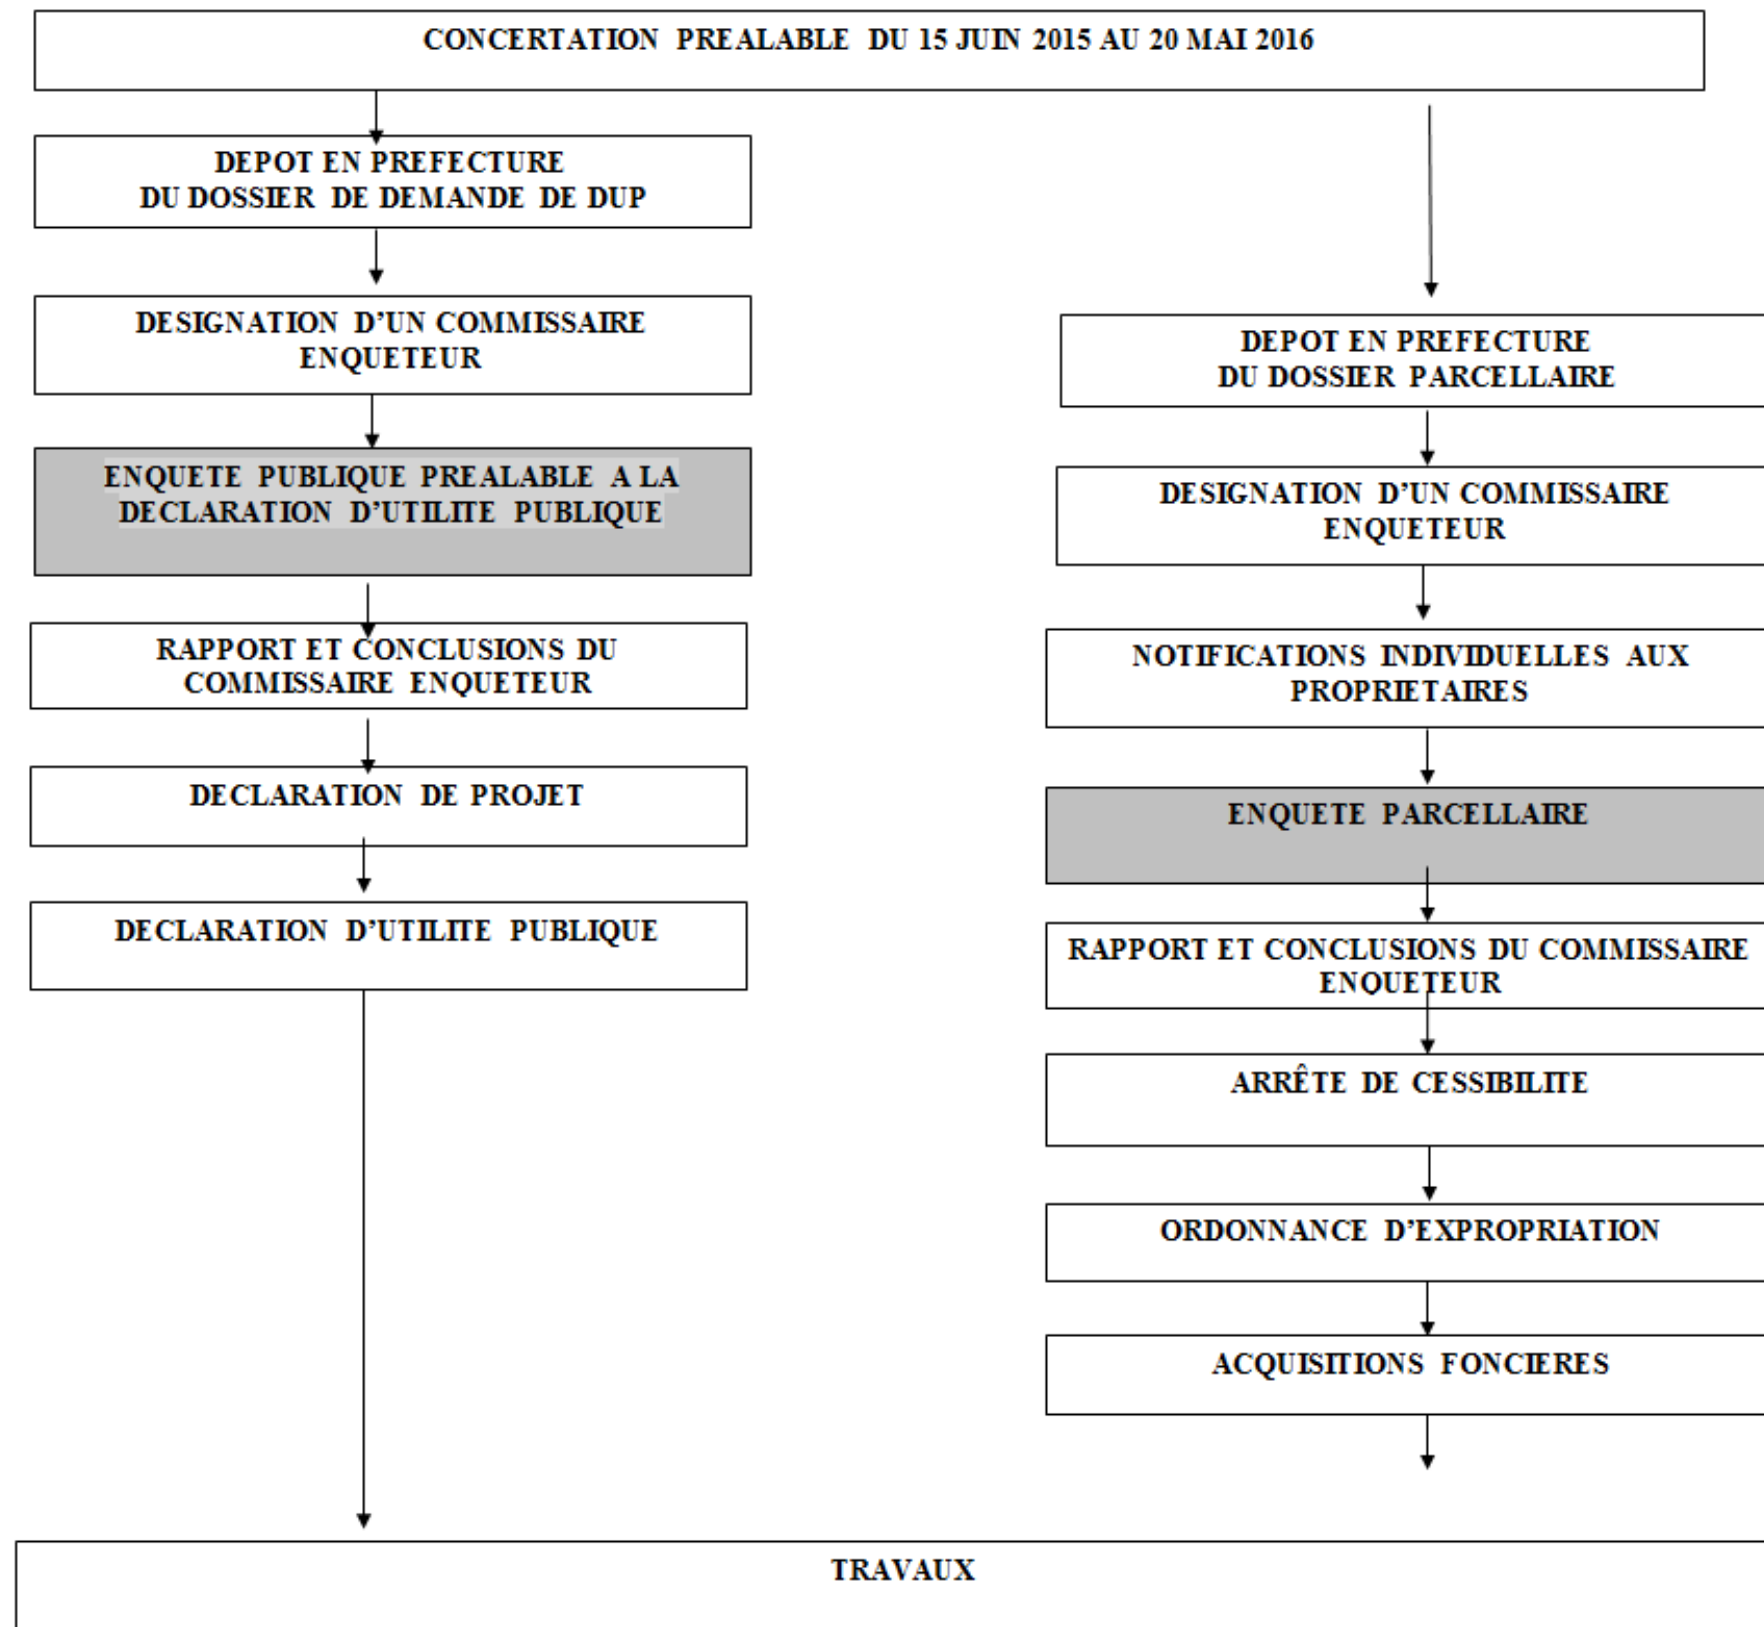 CONCERTATION PREALABLE DU 15 JUIN 2015 AU 20 MAI 2016
DEPOT EN PREFECTURE
DU DOSSIER DE DEMANDE DE DUP
DESIGNATION D’UN COMMISSAIRE
ENQUETEUR
ENQUETE PUBLIQUE PREALABLE A LA
DECLARATION D’UTILITE PUBLIQUE
RAPPORT ET CONCLUSIONS DU
COMMISSAIRE ENQUETEUR
DECLARATION DE PROJET
DECLARATION D’UTILITE PUBLIQUE
DEPOT EN PREFECTURE
DU DOSSIER PARCELLAIRE
DESIGNATION D’UN COMMISSAIRE
ENQUETEUR
NOTIFICATIONS INDIVIDUELLES AUX
PROPRIETAIRES
ENQUETE PARCELLAIRE
RAPPORT ET CONCLUSIONS DU COMMISSAIRE
ENQUETEUR
ARRÊTE DE CESSIBILITE
ORDONNANCE D’EXPROPRIATION
ACQUISITIONS FONCIERES
TRAVAUX